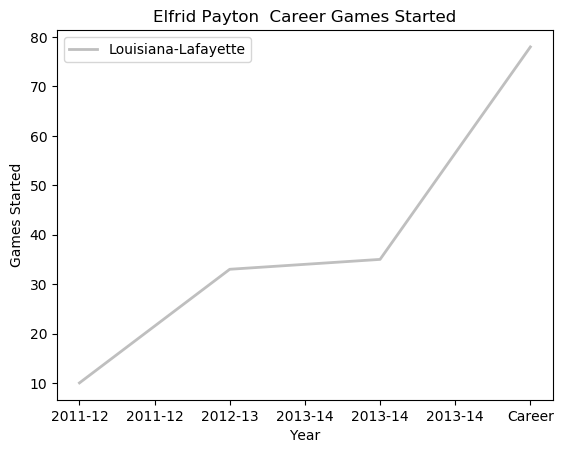 Elfrid Payton  Career Games Started
Louisiana-Lafayette
Games Started
80
70
60
50
40
30
20
10
2011-12 2011-12 2012-13 2013-14 2013-14 2013-14 Career
Year